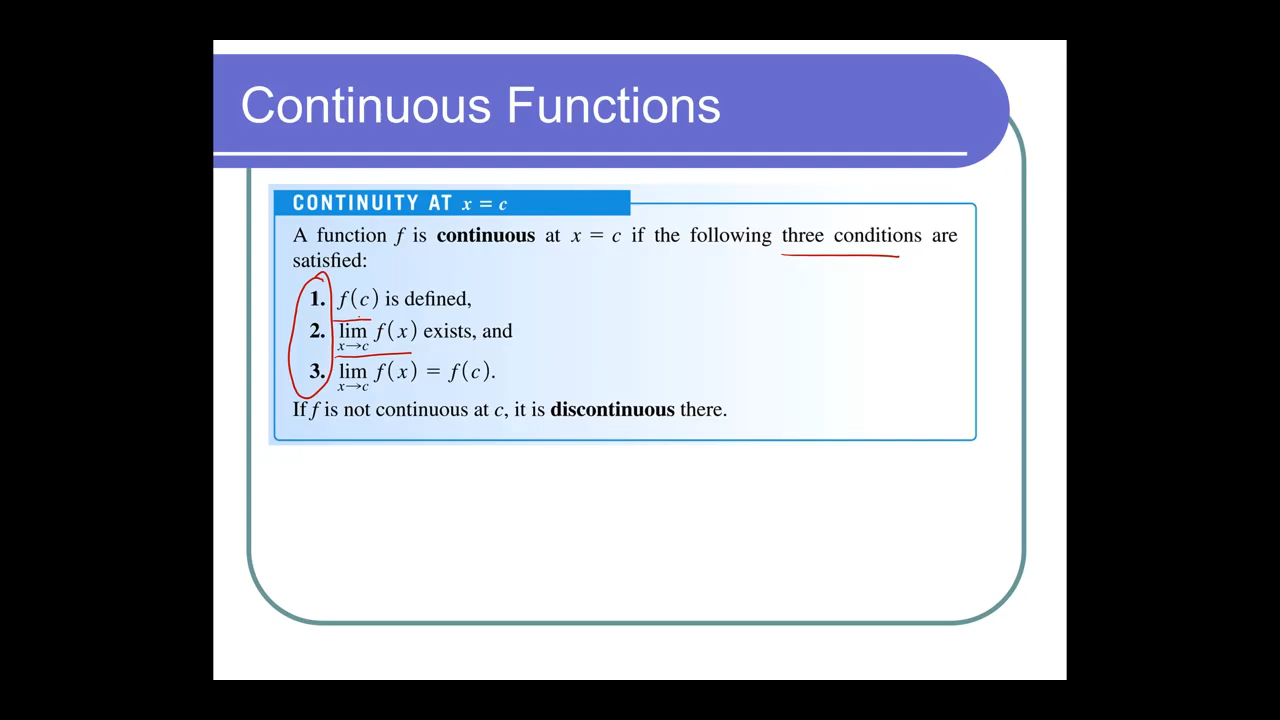 Continuous Functions
CONTINUITY AT x = c
A function f is continuous at x = c if the following three conditions are
satisfied:
1. f(c) is defined,
2. lim x→c f(x) exists, and
3. lim x→c f(x) = f(c).
If f is not continuous at c, it is discontinuous there.